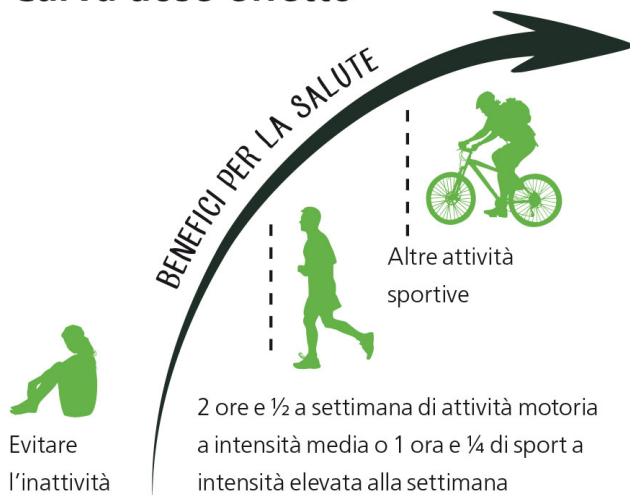 BENEFICI PER LA SALUTE
Altre attività
sportive
2 ore e ½ a settimana di attività motoria
a intensità media o 1 ora e ¼ di sport a
intensità elevata alla settimana
Evitare
l'inattività